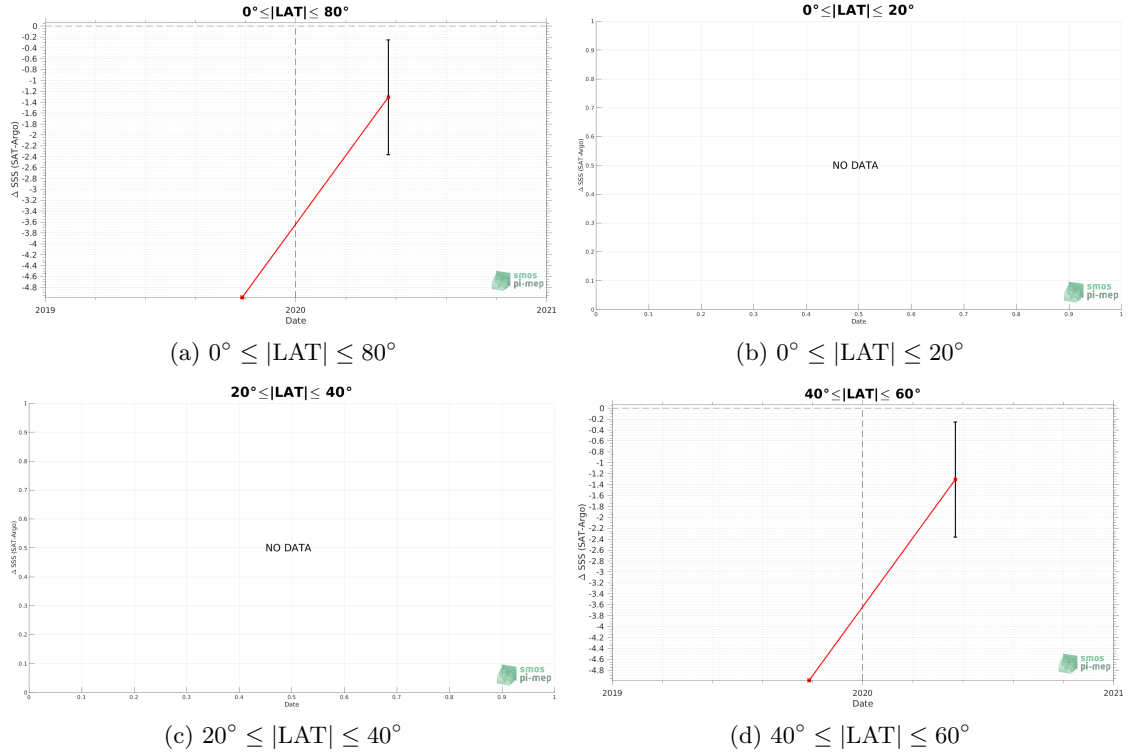 0°≤|LAT|≤ 80°
0
-0.2
-0.4
-0.6
-0.8
-1
-1.2
-1.4
-1.6
-1.8
-2
-2.2
-2.4
-2.6
-2.8
-3
-3.2
-3.4
-3.6
-3.8
-4
-4.2
-4.4
-4.6
-4.8
Δ SSS (SAT-Argo)
2019 2020 2021
Date
smos
pi-mep
(a) 0° ≤ |LAT| ≤ 80°
0°≤|LAT|≤ 20°
1
0.9
0.8
0.7
0.6
0.5
0.4
0.3
0.2
0.1
0
Δ SSS (SAT-Argo)
NO DATA
0 0.1 0.2 0.3 0.4 0.5 0.6 0.7 0.8 0.9 1
Date
smos
pi-mep
(b) 0° ≤ |LAT| ≤ 20°
20°≤|LAT|≤ 40°
1
0.9
0.8
0.7
0.6
0.5
0.4
0.3
0.2
0.1
0
Δ SSS (SAT-Argo)
NO DATA
0 0.1 0.2 0.3 0.4 0.5 0.6 0.7 0.8 0.9 1
Date
smos
pi-mep
(c) 20° ≤ |LAT| ≤ 40°
40°≤|LAT|≤ 60°
0
-0.2
-0.4
-0.6
-0.8
-1
-1.2
-1.4
-1.6
-1.8
-2
-2.2
-2.4
-2.6
-2.8
-3
-3.2
-3.4
-3.6
-3.8
-4
-4.2
-4.4
-4.6
-4.8
Δ SSS (SAT-Argo)
2019 2020 2021
Date
smos
pi-mep
(d) 40° ≤ |LAT| ≤ 60°